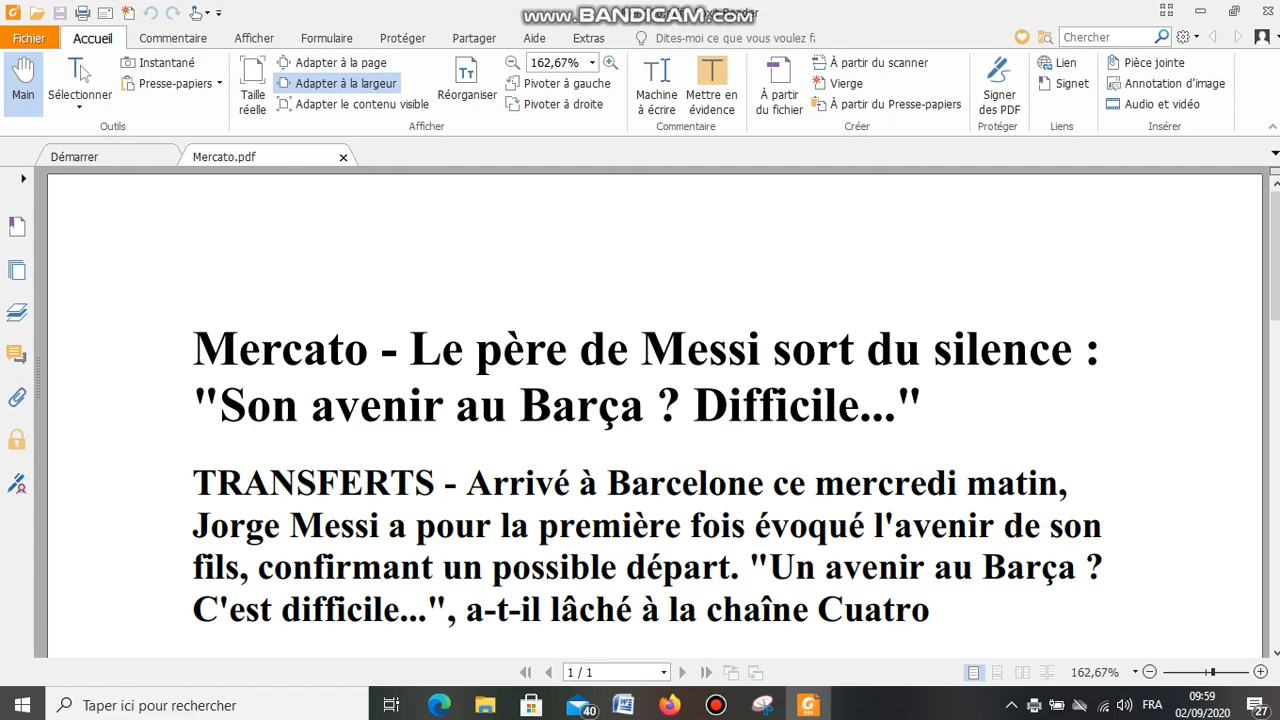 www.BANDICAM.com
Fichier Accueil Commentaire Afficher Formulaire Protéger Partager Aide Extras Dites-moi ce que vous voulez f. Chercher
Main
Sélectionner
Instantané
Presse-papiers
Outils
Taille réelle
Adapter à la page
Adapter à la largeur
Adapter le contenu visible
Réorganiser
162,67%
Pivoter à gauche
Pivoter à droite
Afficher
Machine à écrire
Mettre en évidence
Commentaire
À partir du fichier
À partir du scanner
Vierge
À partir du Presse-papiers
Créer
Signer des PDF
Protéger
Lien
Signet
Liens
Pièce jointe
Annotation d'image
Audio et vidéo
Insérer
Démarrer Mercato.pdf
Mercato - Le père de Messi sort du silence :
"Son avenir au Barça ? Difficile..."
TRANSFERTS - Arrivé à Barcelone ce mercredi matin,
Jorge Messi a pour la première fois évoqué l'avenir de son
fils, confirmant un possible départ. "Un avenir au Barça ?
C'est difficile...", a-t-il lâché à la chaîne Cuatro
1 / 1 162,67%
Taper ici pour rechercher 40 FRA 09:59
02/09/2020 27